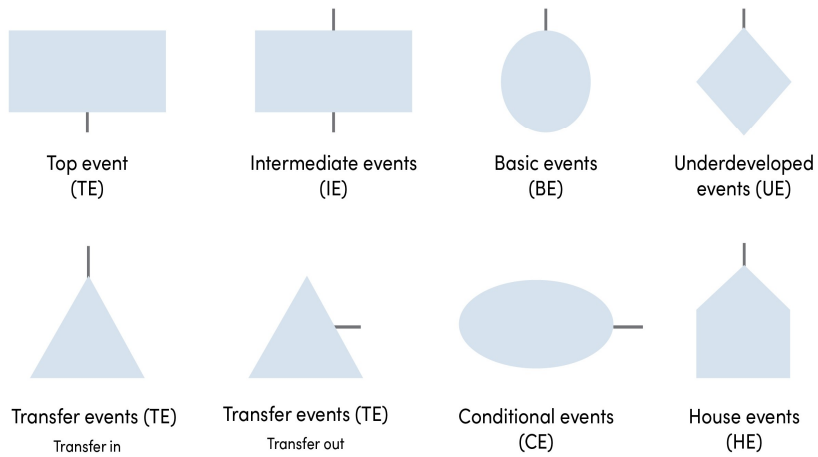 Top event
(TE)
Intermediate events
(IE)
Basic events
(BE)
Underdeveloped
events (UE)
Transfer events (TE)
Transfer in
Transfer events (TE)
Transfer out
Conditional events
(CE)
House events
(HE)